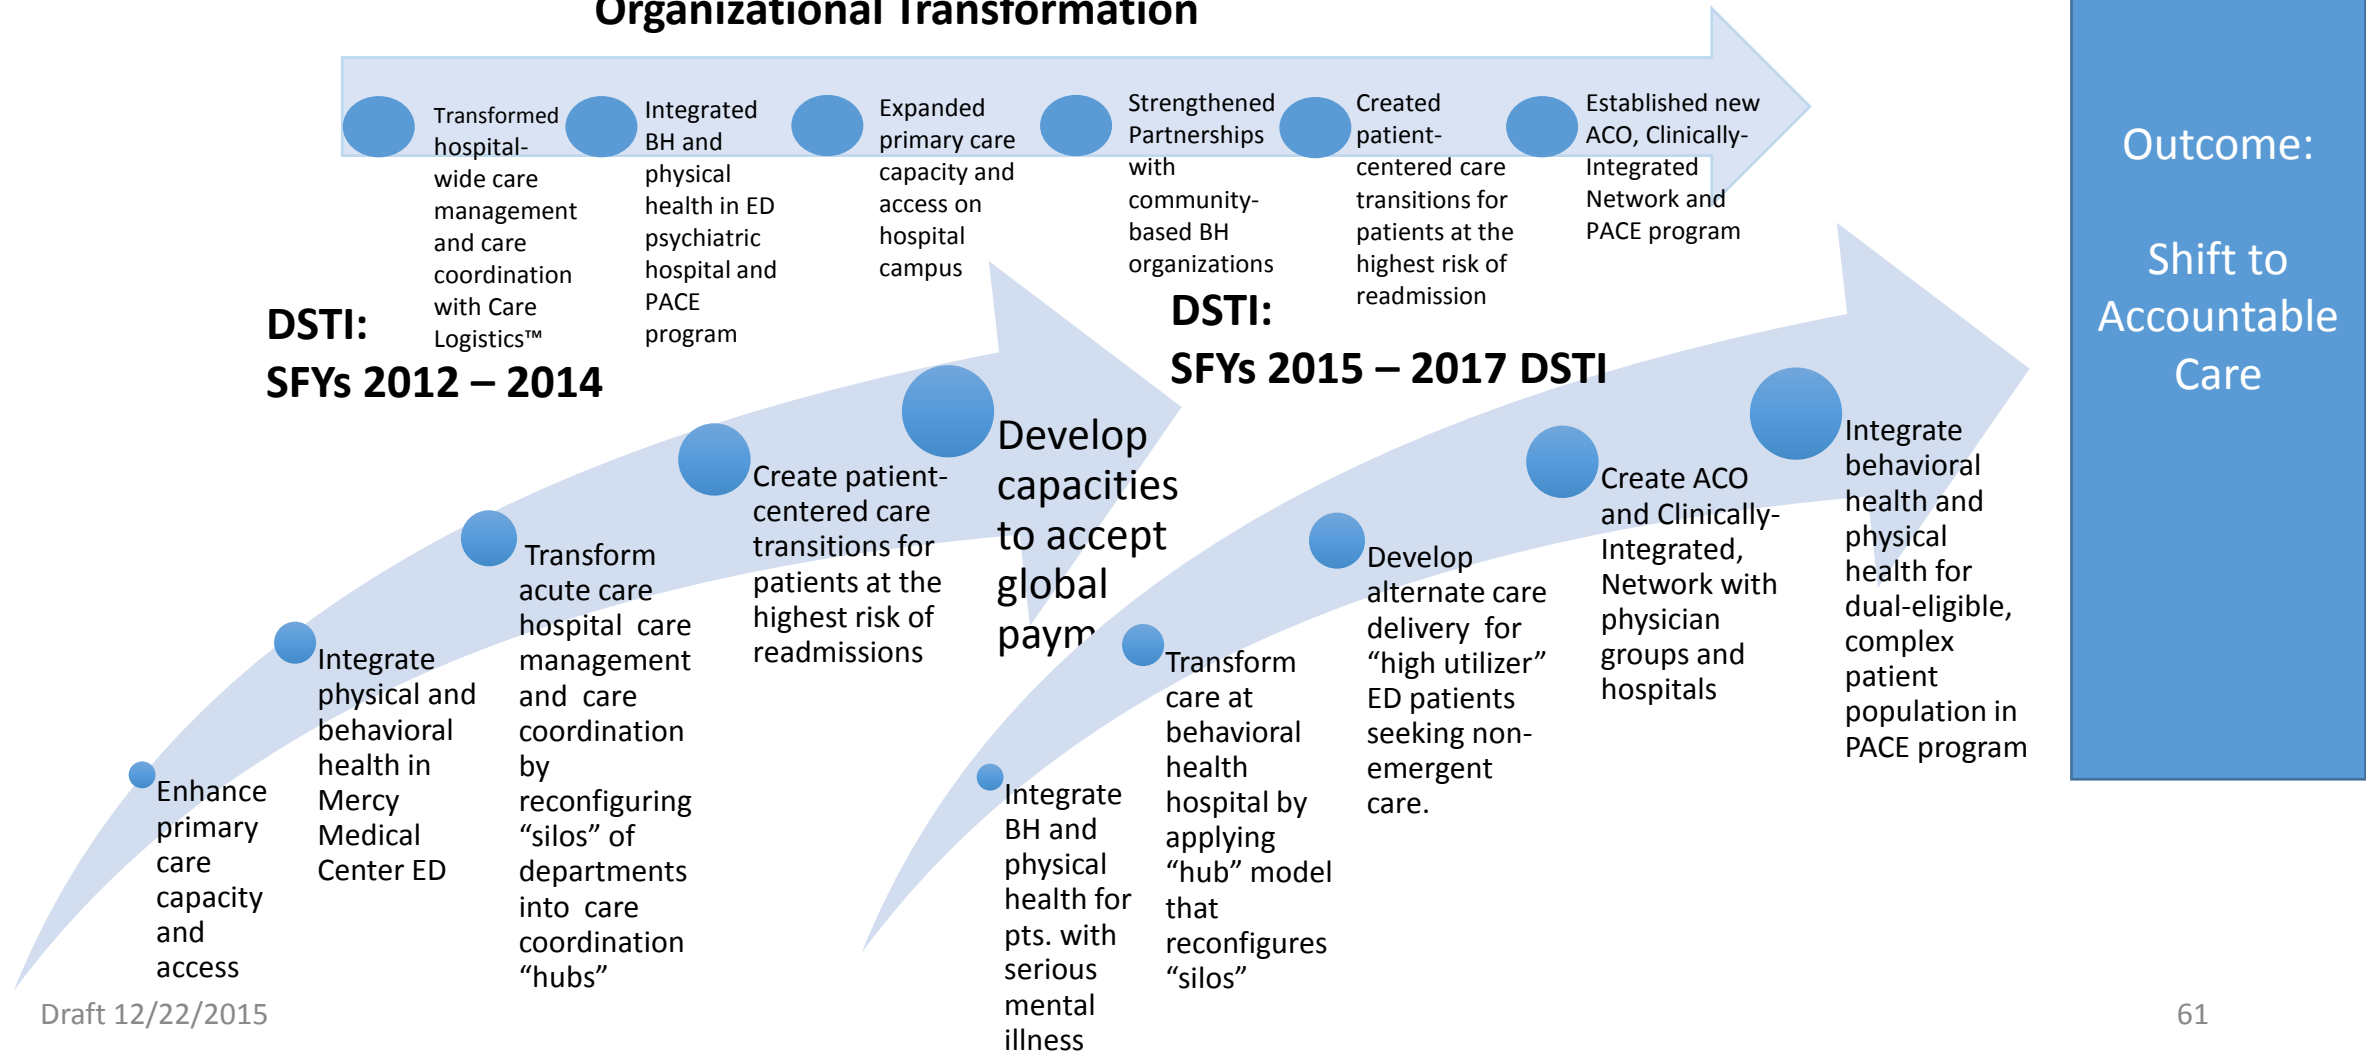 Organizational Transformation
Transformed
hospital-
wide care
management
and care
coordination
with Care
Logistics™
Integrated
BH and
physical
health in ED
psychiatric
hospital and
PACE
program
Expanded
primary care
capacity and
access on
hospital
campus
Strengthened
Partnerships
with
community-
based BH
organizations
Created
patient-
centered care
transitions for
patients at the
highest risk of
readmission
Established new
ACO, Clinically-
Integrated
Network and
PACE program
Outcome:
Shift to
Accountable
Care
DSTI:
SFYs 2012 – 2014
Enhance
primary
care
capacity
and
access
Integrate
physical and
behavioral
health in
Mercy
Medical
Center ED
Transform
acute care
hospital care
management
and care
coordination
by
reconfiguring
“silos” of
departments
into care
coordination
“hubs”
Create patient-
centered care
transitions for
patients at the
highest risk of
readmissions
Develop
capacities
to accept
global
paym
DSTI:
SFYs 2015 – 2017 DSTI
Integrate
BH and
physical
health for
pts. with
serious
mental
illness
Transform
care at
behavioral
health
hospital by
applying
“hub” model
that
reconfigures
“silos”
Develop
alternate care
delivery for
“high utilizer”
ED patients
seeking non-
emergent
care.
Create ACO
and Clinically-
Integrated,
Network with
physician
groups and
hospitals
Integrate
behavioral
health and
physical
health for
dual-eligible,
complex
patient
population in
PACE program
Draft 12/22/2015
61